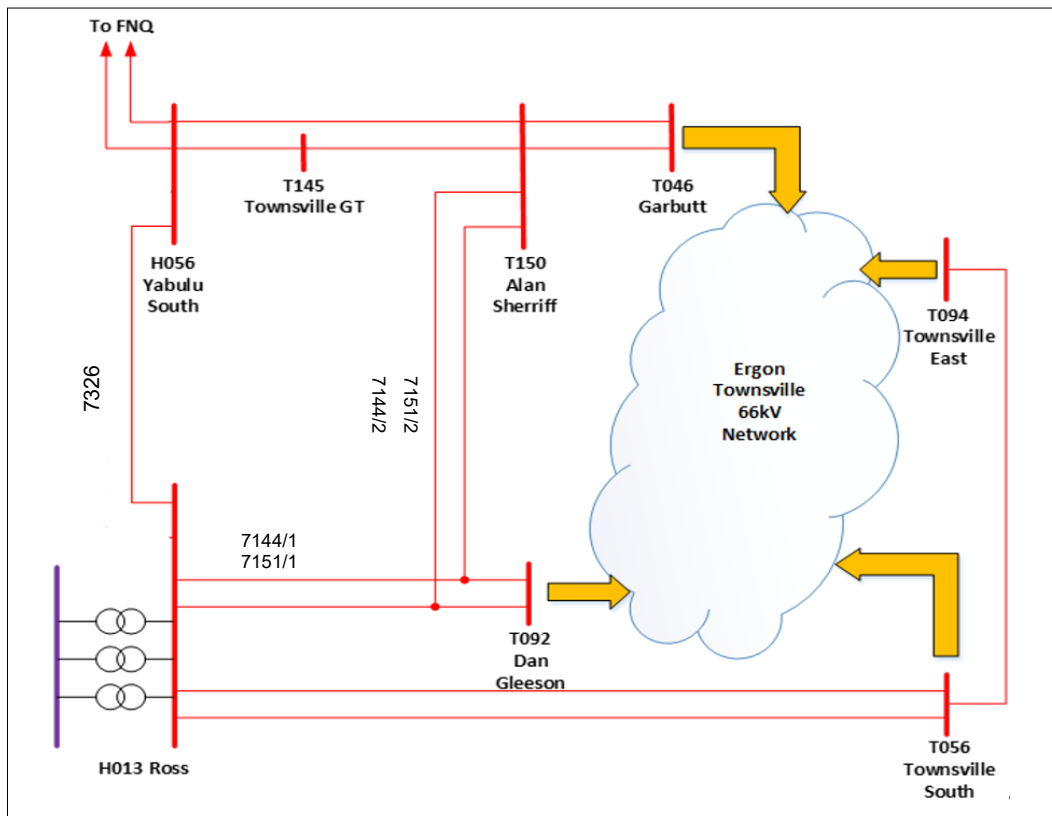 To FNQ
T145
Townsville GT
T046
Garbutt
H056
Yabulu
South
T150
Alan
Sherriff
T094
Townsville
East
7326
7144/2
7151/2
Ergon
Townsville
66kV
Network
7144/1
7151/1
T092
Dan
Gleeson
H013 Ross
T056
Townsville
South